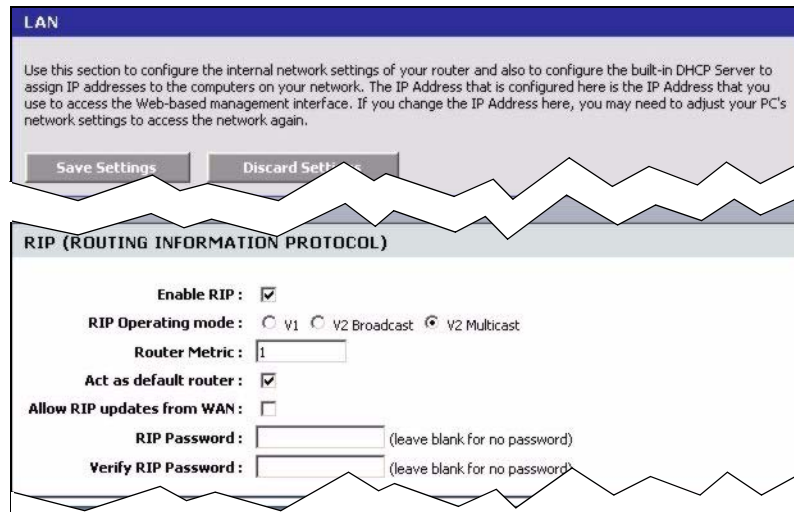 LAN
Use this section to configure the internal network settings of your router and also to configure the built-in DHCP Server to
assign IP addresses to the computers on your network. The IP Address that is configured here is the IP Address that you
use to access the Web-based management interface. If you change the IP Address here, you may need to adjust your PC's
network settings to access the network again.
Save Settings Discard Settings
RIP (ROUTING INFORMATION PROTOCOL)
Enable RIP :
RIP Operating mode : V1 V2 Broadcast V2 Multicast
Router Metric : 1
Act as default router :
Allow RIP updates from WAN :
RIP Password : (leave blank for no password)
Verify RIP Password : (leave blank for no password)